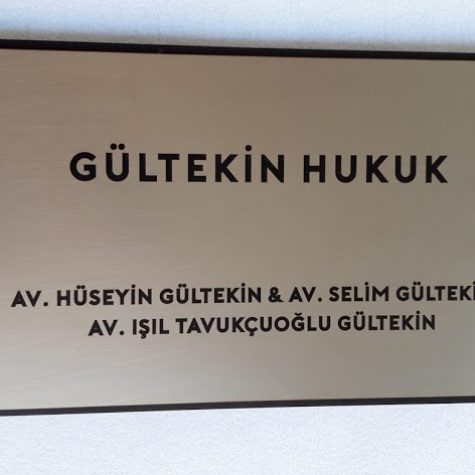 GÜLTEKİN HUKUK
AV. HÜSEYİN GÜLTEKİN & AV. SELİM GÜLTEKİ
AV. IŞIL TAVUKÇUOĞLU GÜLTEKİN